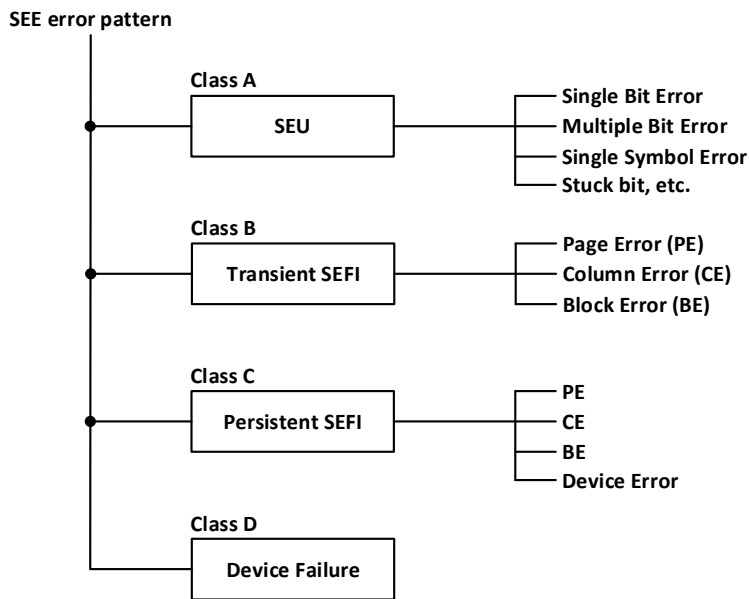 SEE error pattern
Class A
SEU
Single Bit Error
Multiple Bit Error
Single Symbol Error
Stuck bit, etc.
Class B
Transient SEFI
Page Error (PE)
Column Error (CE)
Block Error (BE)
Class C
Persistent SEFI
PE
CE
BE
Device Error
Class D
Device Failure